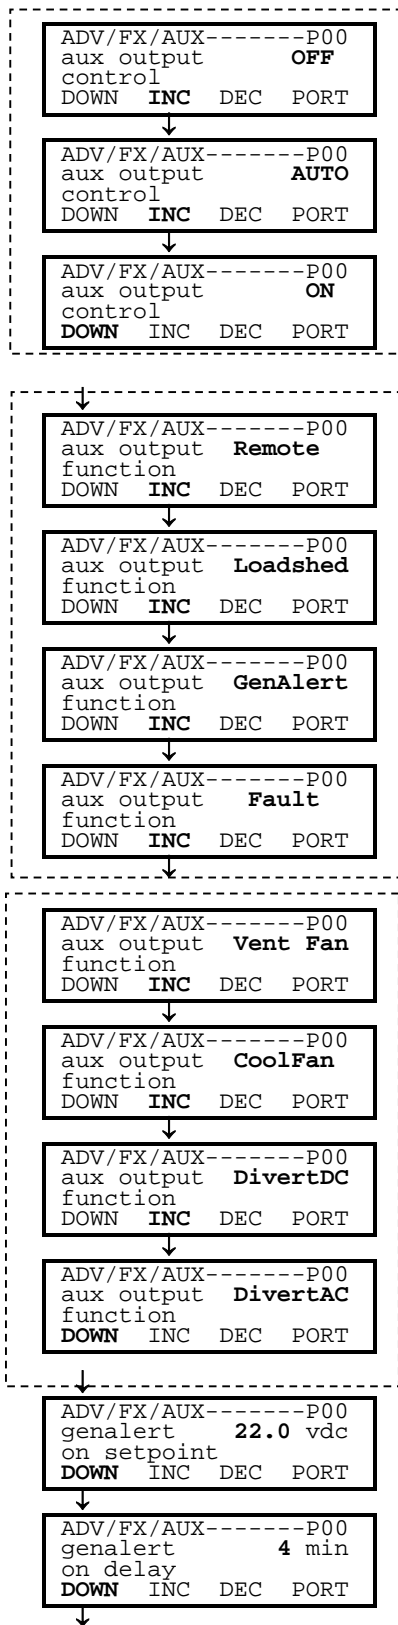 ADV/FX/AUX-------P00
aux output OFF
control
DOWN INC DEC PORT
ADV/FX/AUX-------P00
aux output AUTO
control
DOWN INC DEC PORT
ADV/FX/AUX-------P00
aux output ON
control
DOWN INC DEC PORT
ADV/FX/AUX-------P00
aux output Remote
function
DOWN INC DEC PORT
ADV/FX/AUX-------P00
aux output Loadshed
function
DOWN INC DEC PORT
ADV/FX/AUX-------P00
aux output GenAlert
function
DOWN INC DEC PORT
ADV/FX/AUX-------P00
aux output Fault
function
DOWN INC DEC PORT
ADV/FX/AUX-------P00
aux output Vent Fan
function
DOWN INC DEC PORT
ADV/FX/AUX-------P00
aux output CoolFan
function
DOWN INC DEC PORT
ADV/FX/AUX-------P00
aux output DivertDC
function
DOWN INC DEC PORT
ADV/FX/AUX-------P00
aux output DivertAC
function
DOWN INC DEC PORT
ADV/FX/AUX-------P00
genalert 22.0 vdc
on setpoint
DOWN INC DEC PORT
ADV/FX/AUX-------P00
genalert 4 min
on delay
DOWN INC DEC PORT